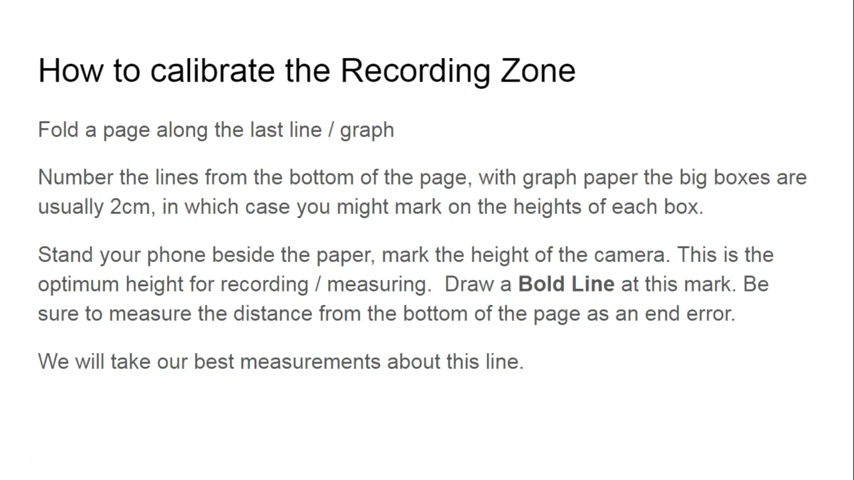 How to calibrate the Recording Zone
Fold a page along the last line / graph
Number the lines from the bottom of the page, with graph paper the big boxes are
usually 2cm, in which case you might mark on the heights of each box.
Stand your phone beside the paper, mark the height of the camera. This is the
optimum height for recording / measuring.  Draw a Bold Line at this mark. Be
sure to measure the distance from the bottom of the page as an end error.
We will take our best measurements about this line.